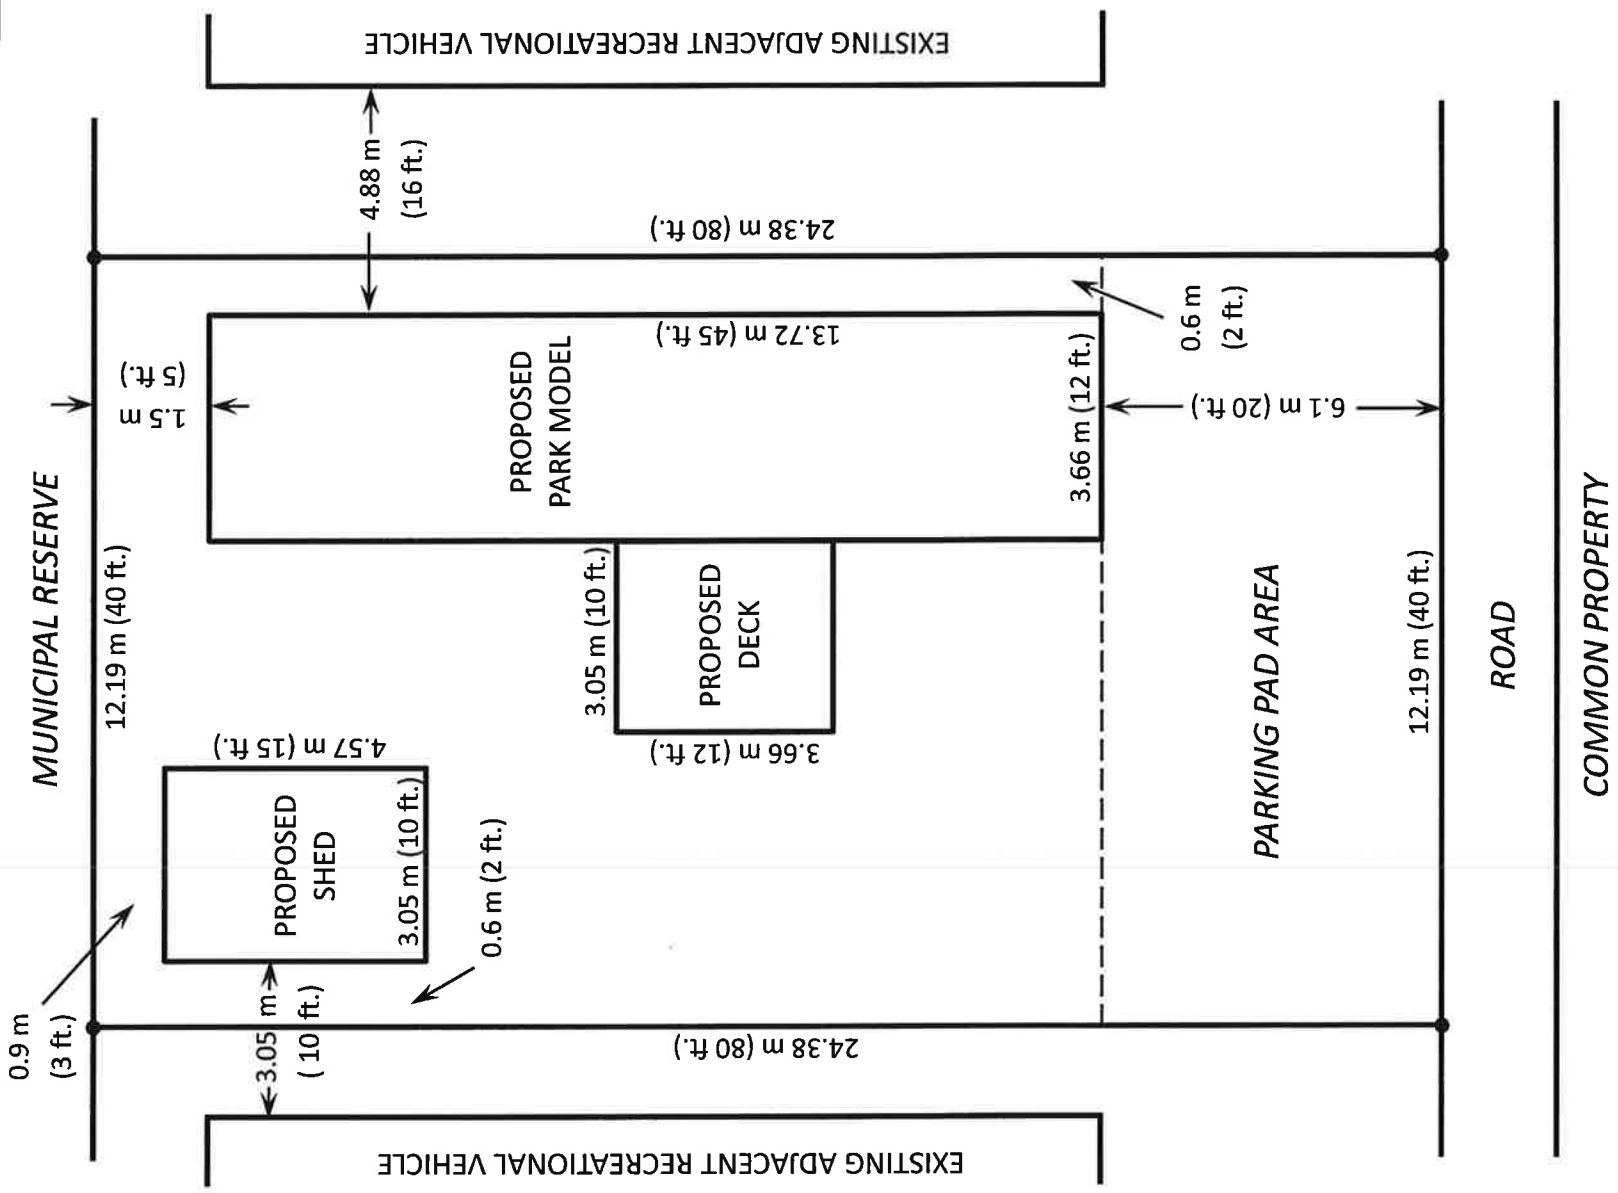 EXISTING ADJACENT RECREATIONAL VEHICLE
4.88 m
(16 ft.)
24.38 m (80 ft.)
0.6 m
(2 ft.)
MUNICIPAL RESERVE
12.19 m (40 ft.)
1.5 m
(5 ft.)
PROPOSED
PARK MODEL
13.72 m (45 ft.)
3.66 m (12 ft.)
6.1 m (20 ft.)
3.05 m (10 ft.)
PROPOSED
DECK
3.66 m (12 ft.)
PARKING PAD AREA
12.19 m (40 ft.)
ROAD
COMMON PROPERTY
4.57 m (15 ft.)
PROPOSED
SHED
3.05 m (10 ft.)
0.6 m (2 ft.)
0.9 m
(3 ft.)
3.05 m
( 10 ft.)
24.38 m (80 ft.)
EXISTING ADJACENT RECREATIONAL VEHICLE